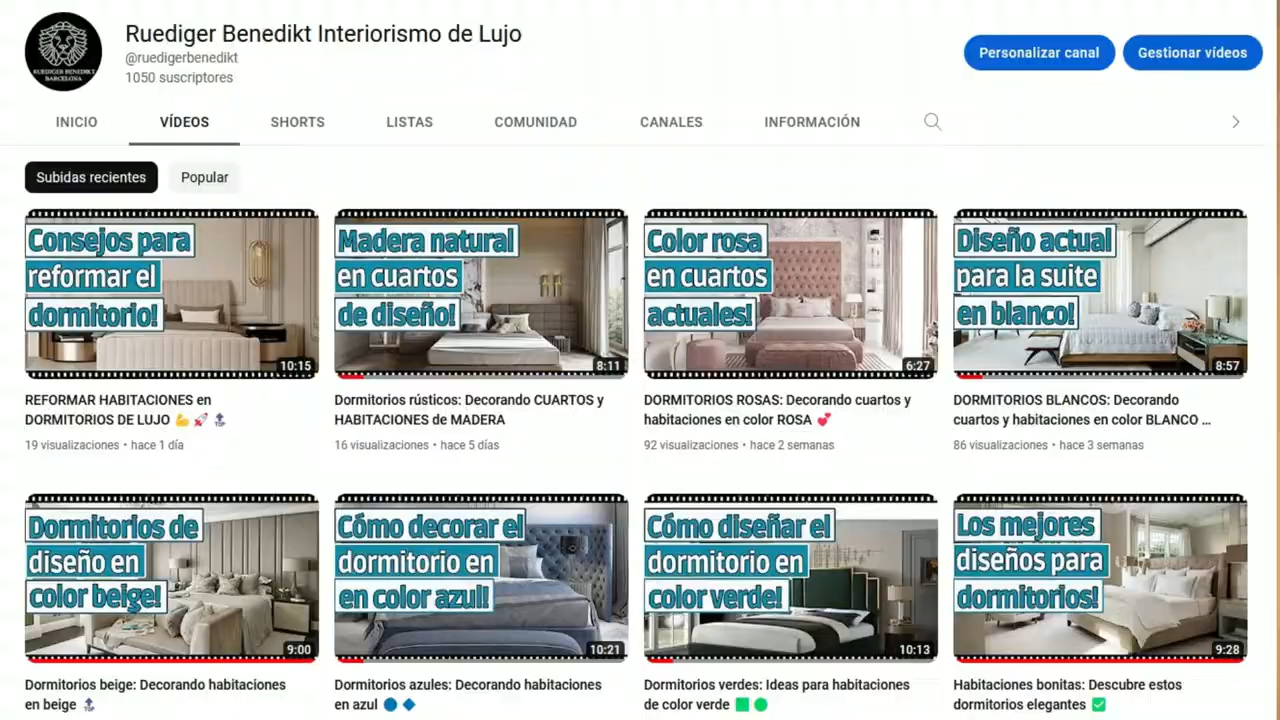 Ruediger Benedikt Interiorismo de Lujo
@ruedigerbenedikt
1050 suscriptores
RUEDIGER BENEDIKT
BARCELONA
Personalizar canal
Gestionar vídeos
INICIO
VÍDEOS
SHORTS
LISTAS
COMUNIDAD
CANALES
INFORMACIÓN
Subidas recientes
Popular
Consejos para
reformar el
dormitorio!
10:15
Madera natural
en cuartos
de diseño!
8:11
Color rosa
en cuartos
actuales!
6:27
Diseño actual
para la suite
en blanco!
8:57
REFORMAR HABITACIONES en
DORMITORIOS DE LUJO 💪 🚀 🔝
19 visualizaciones • hace 1 día
Dormitorios rústicos: Decorando CUARTOS y
HABITACIONES de MADERA
16 visualizaciones • hace 5 días
DORMITORIOS ROSAS: Decorando cuartos y
habitaciones en color ROSA 💕
92 visualizaciones • hace 2 semanas
DORMITORIOS BLANCOS: Decorando
cuartos y habitaciones en color BLANCO ...
86 visualizaciones • hace 3 semanas
Dormitorios de
diseño en
color beige!
9:00
Cómo decorar el
dormitorio en
en color azul!
10:21
Cómo diseñar el
dormitorio en
color verde!
10:13
Los mejores
diseños para
dormitorios!
9:28
Dormitorios beige: Decorando habitaciones
en beige 🔝
Dormitorios azules: Decorando habitaciones
en azul 🔵 🔷
Dormitorios verdes: Ideas para habitaciones
de color verde 🟩 🟢
Habitaciones bonitas: Descubre estos
dormitorios elegantes ✅